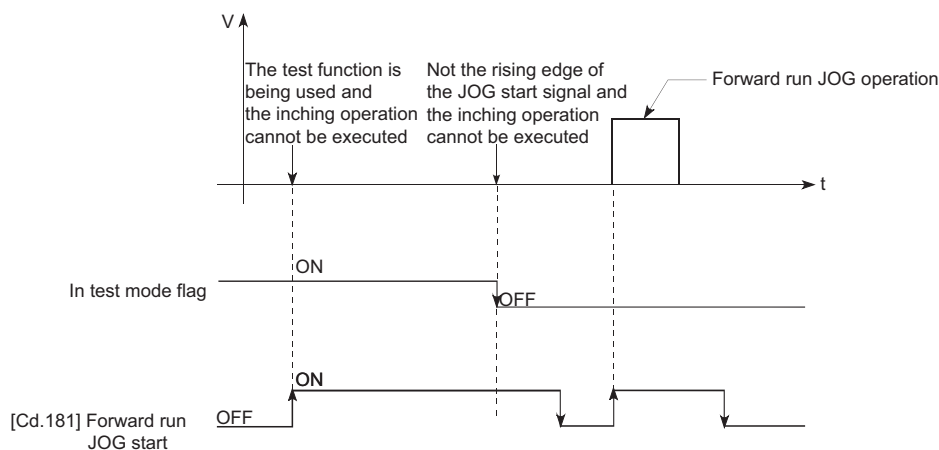 V
The test function is
being used and
the inching operation
cannot be executed
Not the rising edge of
the JOG start signal and
the inching operation
cannot be executed
Forward run JOG operation
t
ON
In test mode flag
OFF
ON
[Cd.181] Forward run
JOG start
OFF